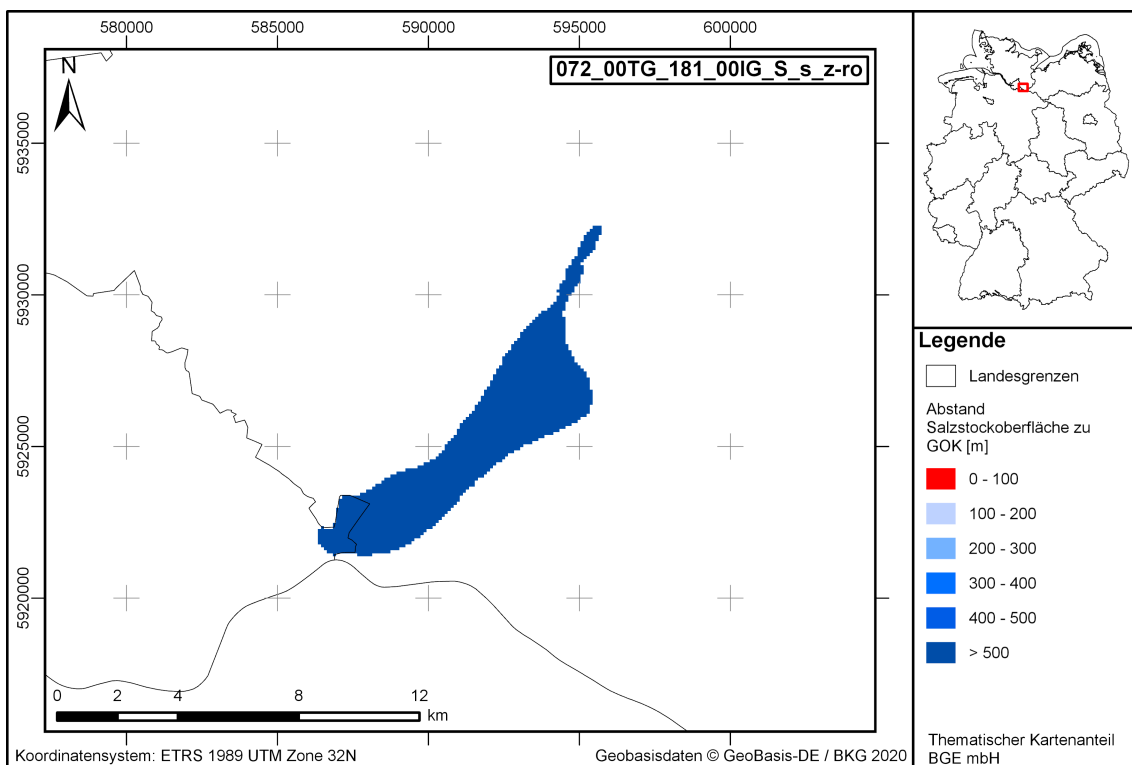 580000 585000 590000 595000 600000
072_00TG_181_00IG_S_s_z-ro
N
5935000
5930000
5925000
5920000
0 2 4 8 12
km
Koordinatensystem: ETRS 1989 UTM Zone 32N
Geobasisdaten © GeoBasis-DE / BKG 2020
Legende
Landesgrenzen
Abstand
Salzstockoberfläche zu
GOK [m]
0 - 100
100 - 200
200 - 300
300 - 400
400 - 500
> 500
Thematischer Kartenanteil
BGE mbH